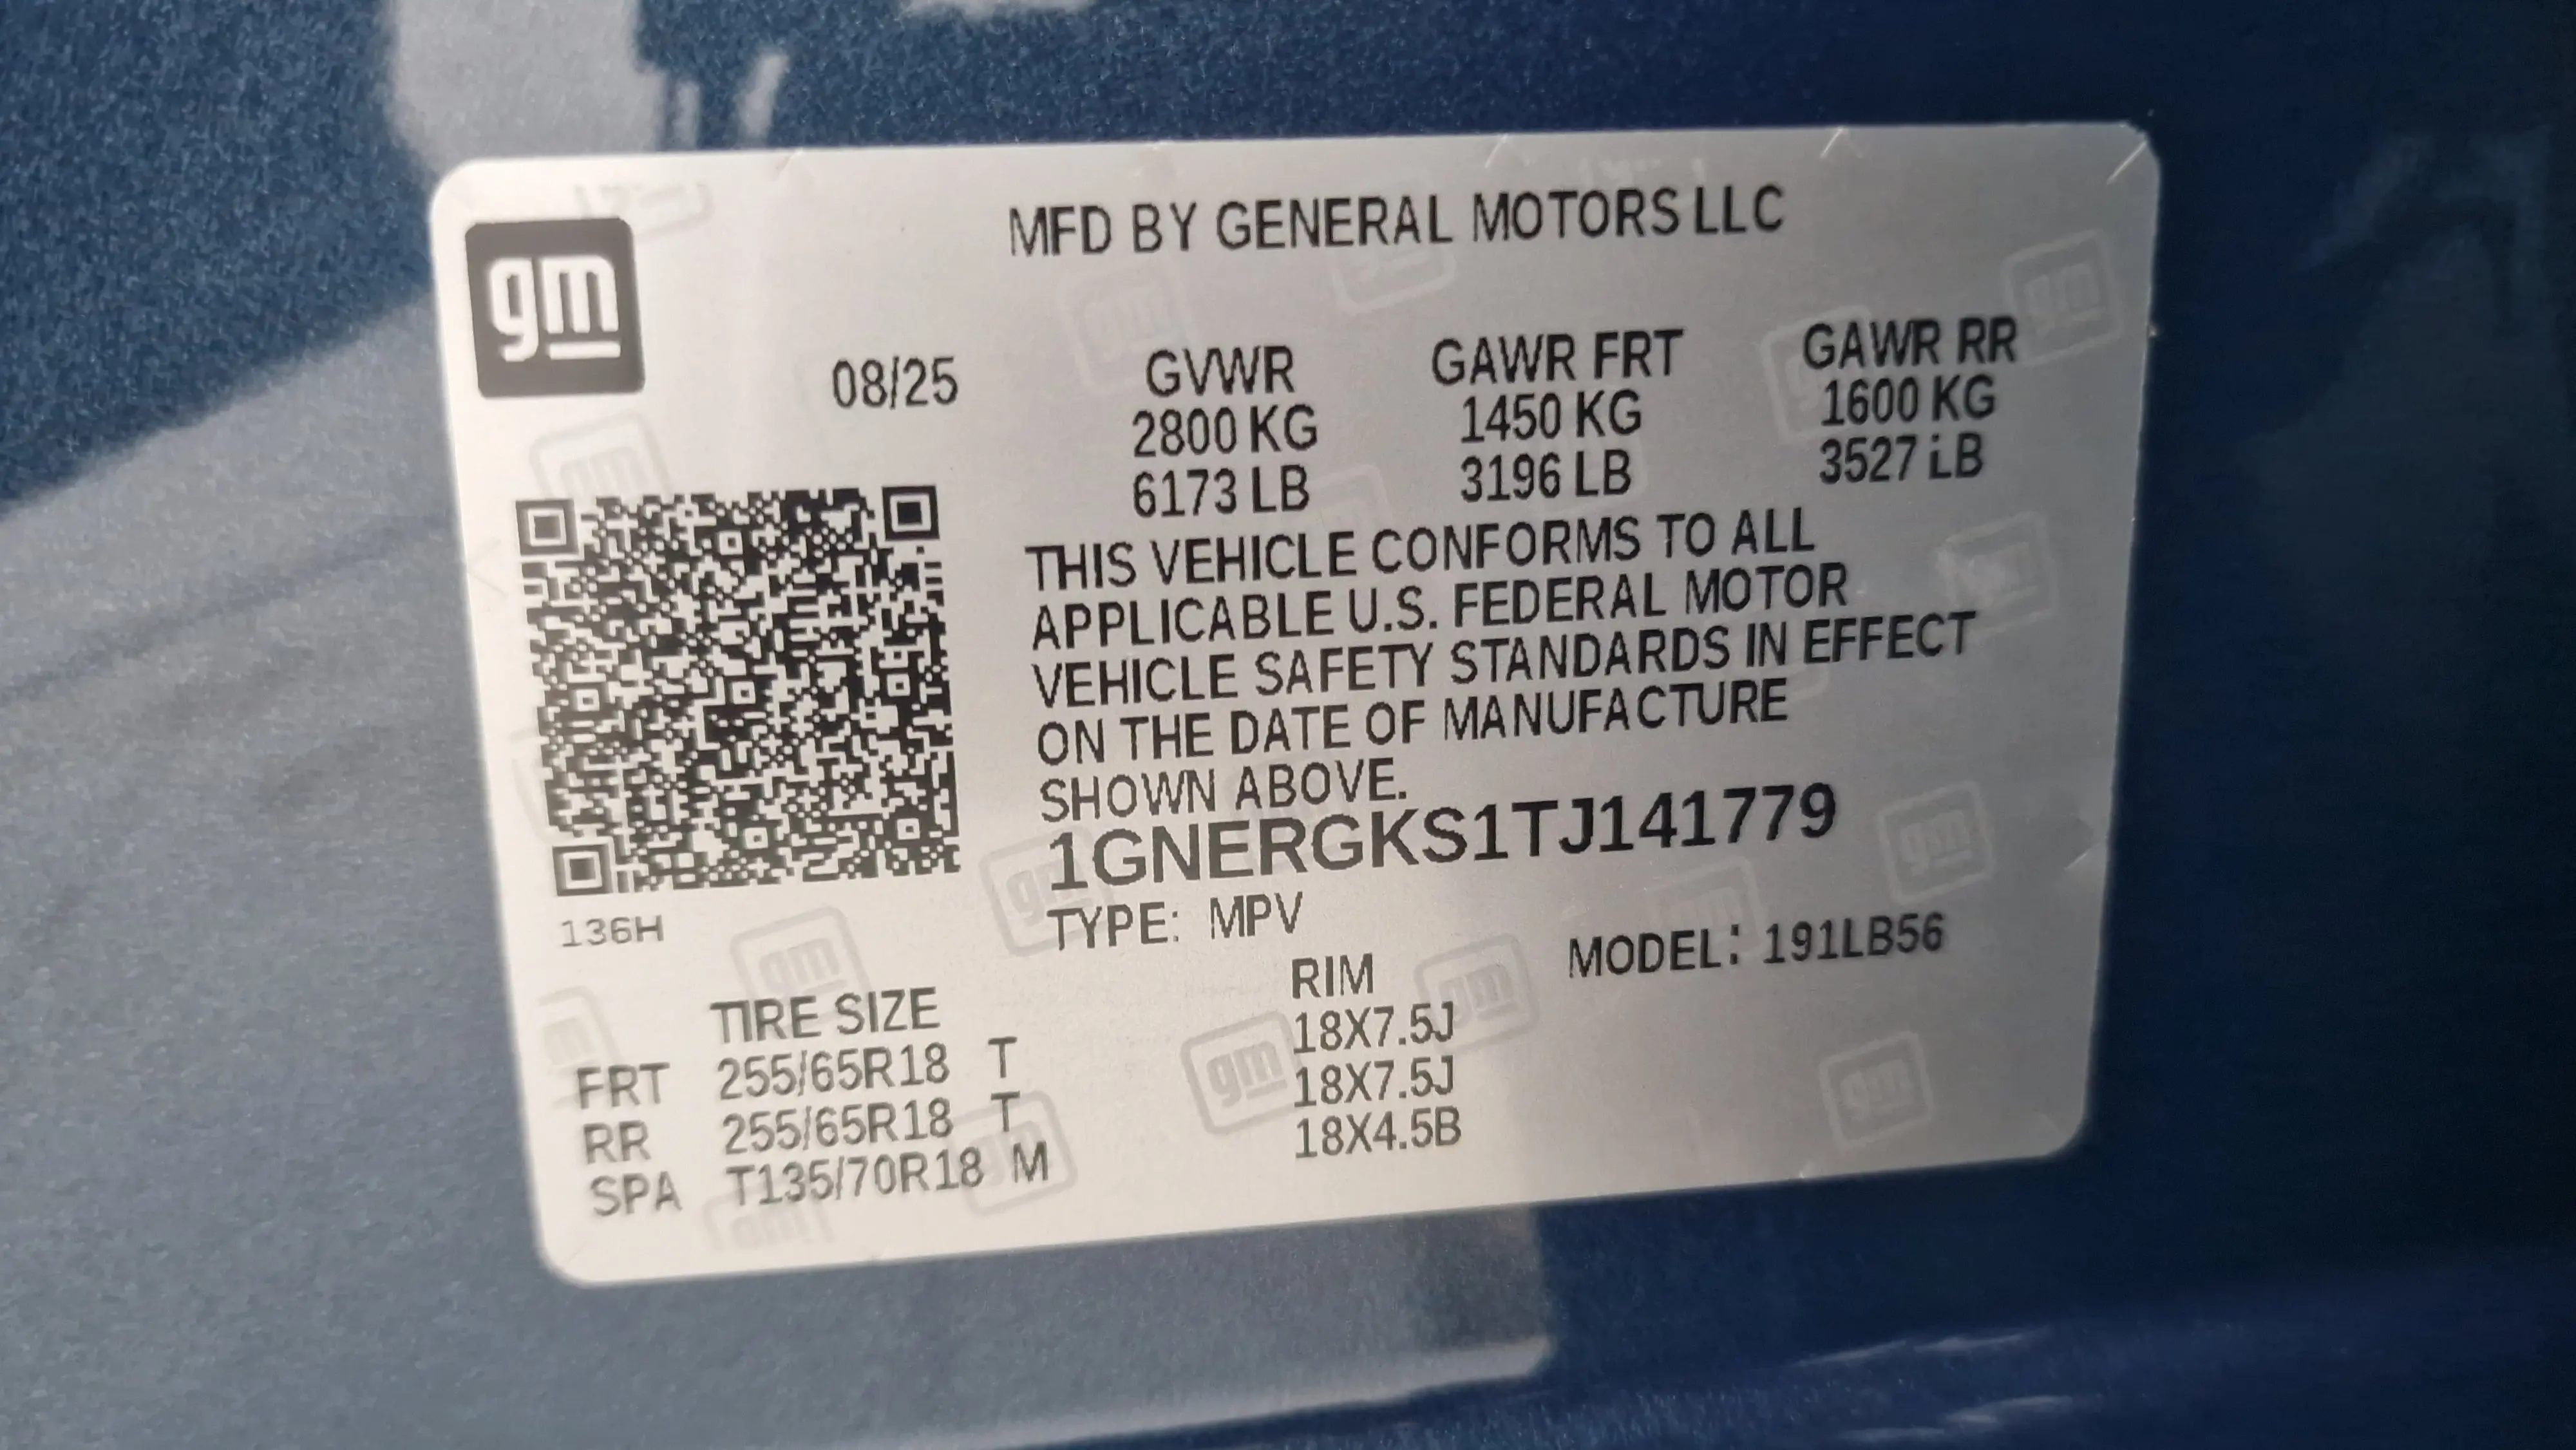 gm
MFD BY GENERAL MOTORS LLC
08/25
GVWR
2800 KG
6173 LB
GAWR FRT
1450 KG
3196 LB
GAWR RR
1600 KG
3527 LB
THIS VEHICLE CONFORMS TO ALL
APPLICABLE U.S. FEDERAL MOTOR
VEHICLE SAFETY STANDARDS IN EFFECT
ON THE DATE OF MANUFACTURE
SHOWN ABOVE.
1GNERGKS1TJ141779
136H
TYPE: MPV
MODEL: 191LB56
TIRE SIZE RIM
FRT 255/65R18 T 18X7.5J
RR 255/65R18 T 18X7.5J
SPA T135/70R18 M 18X4.5B